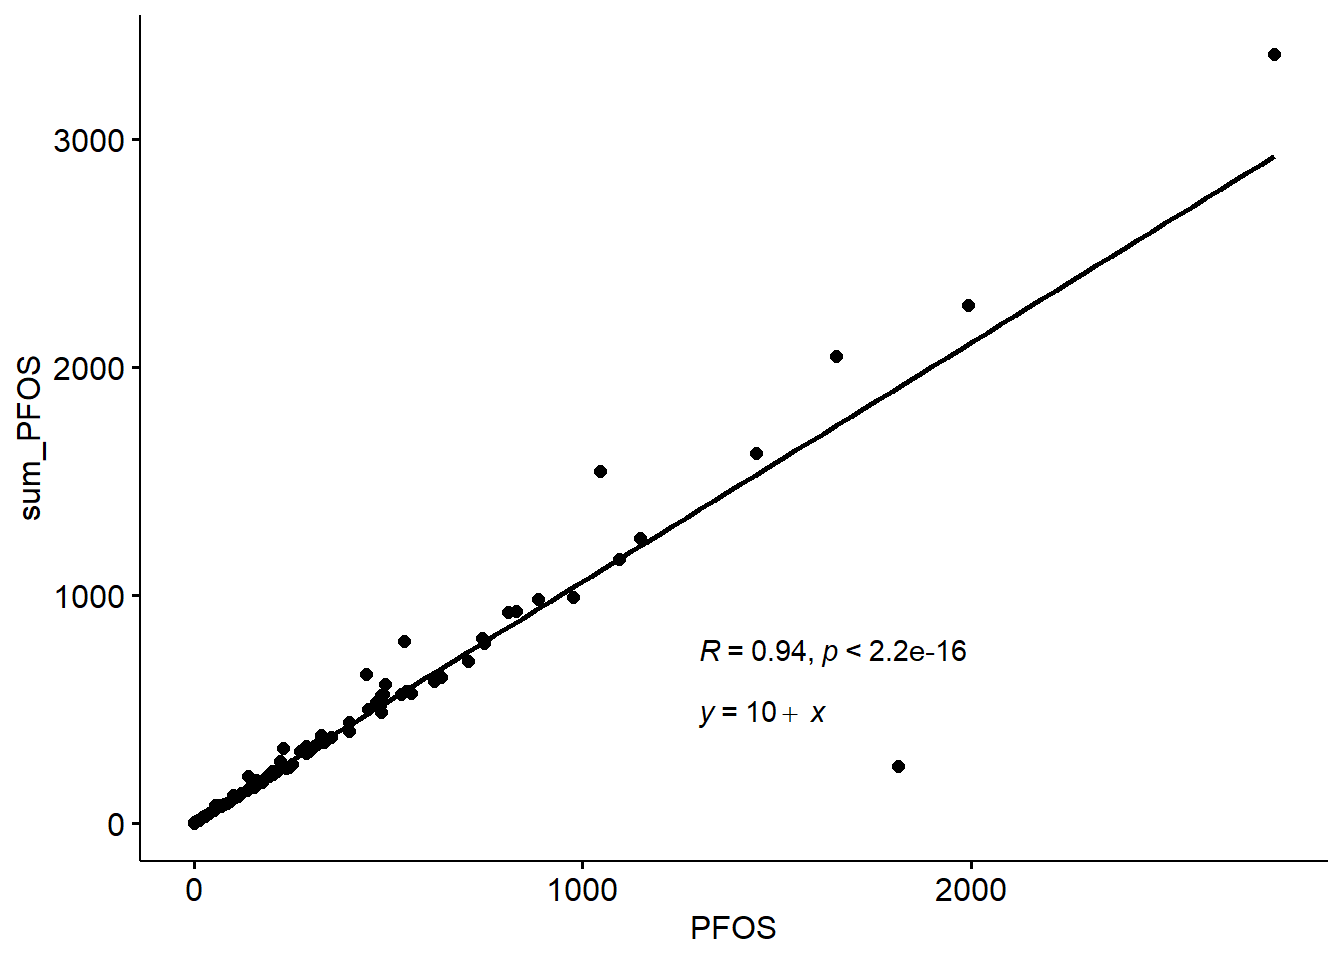 3000
2000
1000
0
sum_PFOS
R = 0.94, p < 2.2e-16
y = 10 + x
0 1000 2000
PFOS